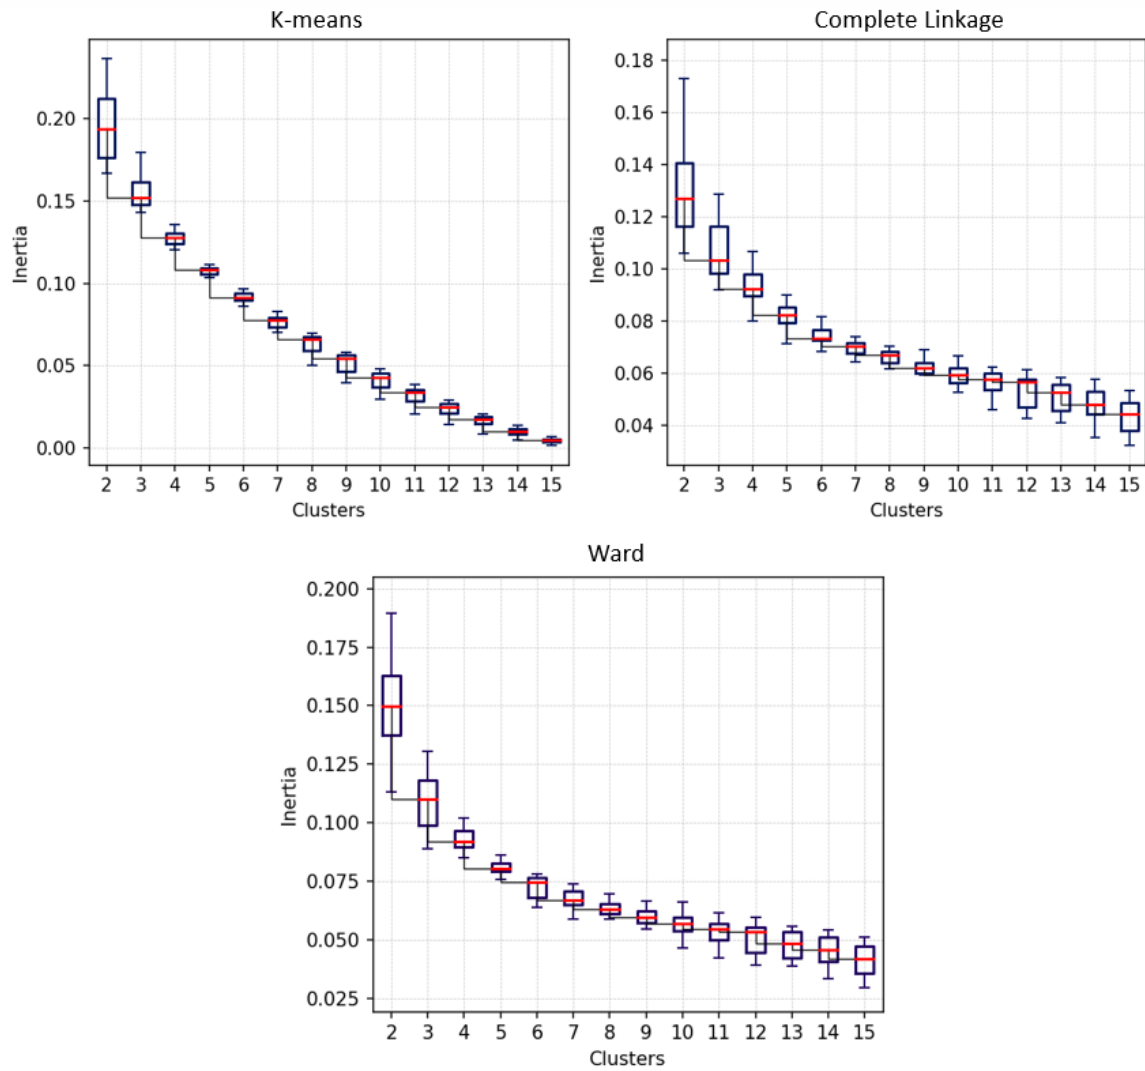 K-means
Complete Linkage
0.20
0.15
0.10
0.05
0.00
Inertia
2 3 4 5 6 7 8 9 10 11 12 13 14 15
Clusters
0.18
0.16
0.14
0.12
0.10
0.08
0.06
0.04
Inertia
2 3 4 5 6 7 8 9 10 11 12 13 14 15
Clusters
Ward
0.200
0.175
0.150
0.125
0.100
0.075
0.050
0.025
Inertia
2 3 4 5 6 7 8 9 10 11 12 13 14 15
Clusters